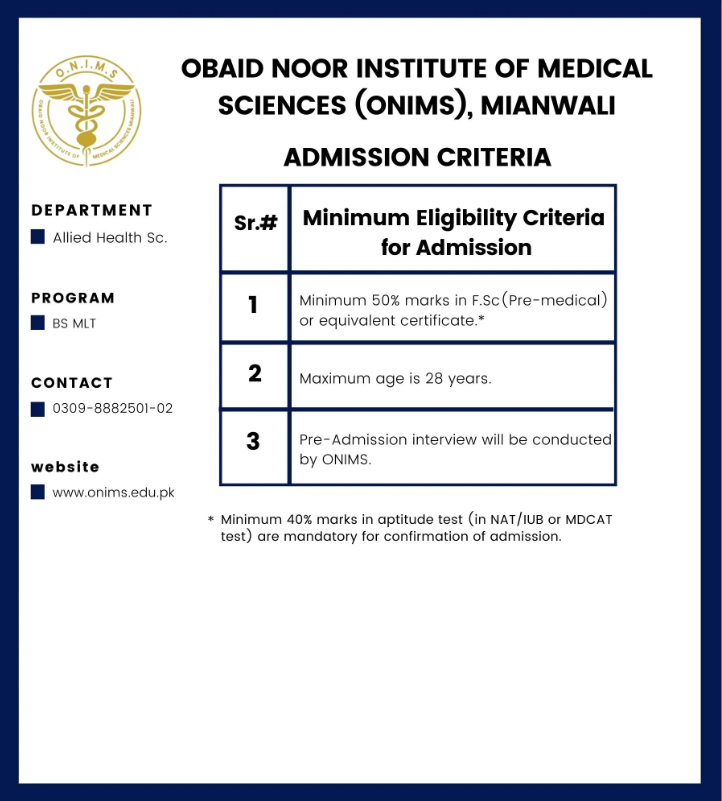 O.N.I.M.S
OBAID NOOR INSTITUTE OF MEDICAL SCIENCES MIANWALI
OBAID NOOR INSTITUTE OF MEDICAL
SCIENCES (ONIMS), MIANWALI
ADMISSION CRITERIA
DEPARTMENT
Allied Health Sc.
PROGRAM
BS MLT
CONTACT
0309-8882501-02
website
www.onims.edu.pk
Sr.#
Minimum Eligibility Criteria
for Admission
1
Minimum 50% marks in F.Sc(Pre-medical)
or equivalent certificate.*
2
Maximum age is 28 years.
3
Pre-Admission interview will be conducted
by ONIMS.
* Minimum 40% marks in aptitude test (in NAT/IUB or MDCAT
test) are mandatory for confirmation of admission.